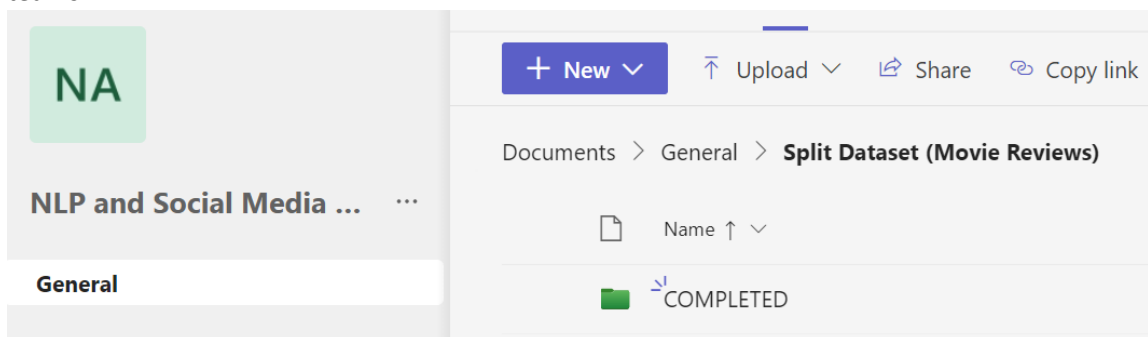 NA
NLP and Social Media ... ...
General
+ New Upload Share Copy link
Documents > General > Split Dataset (Movie Reviews)
Name ↑
COMPLETED